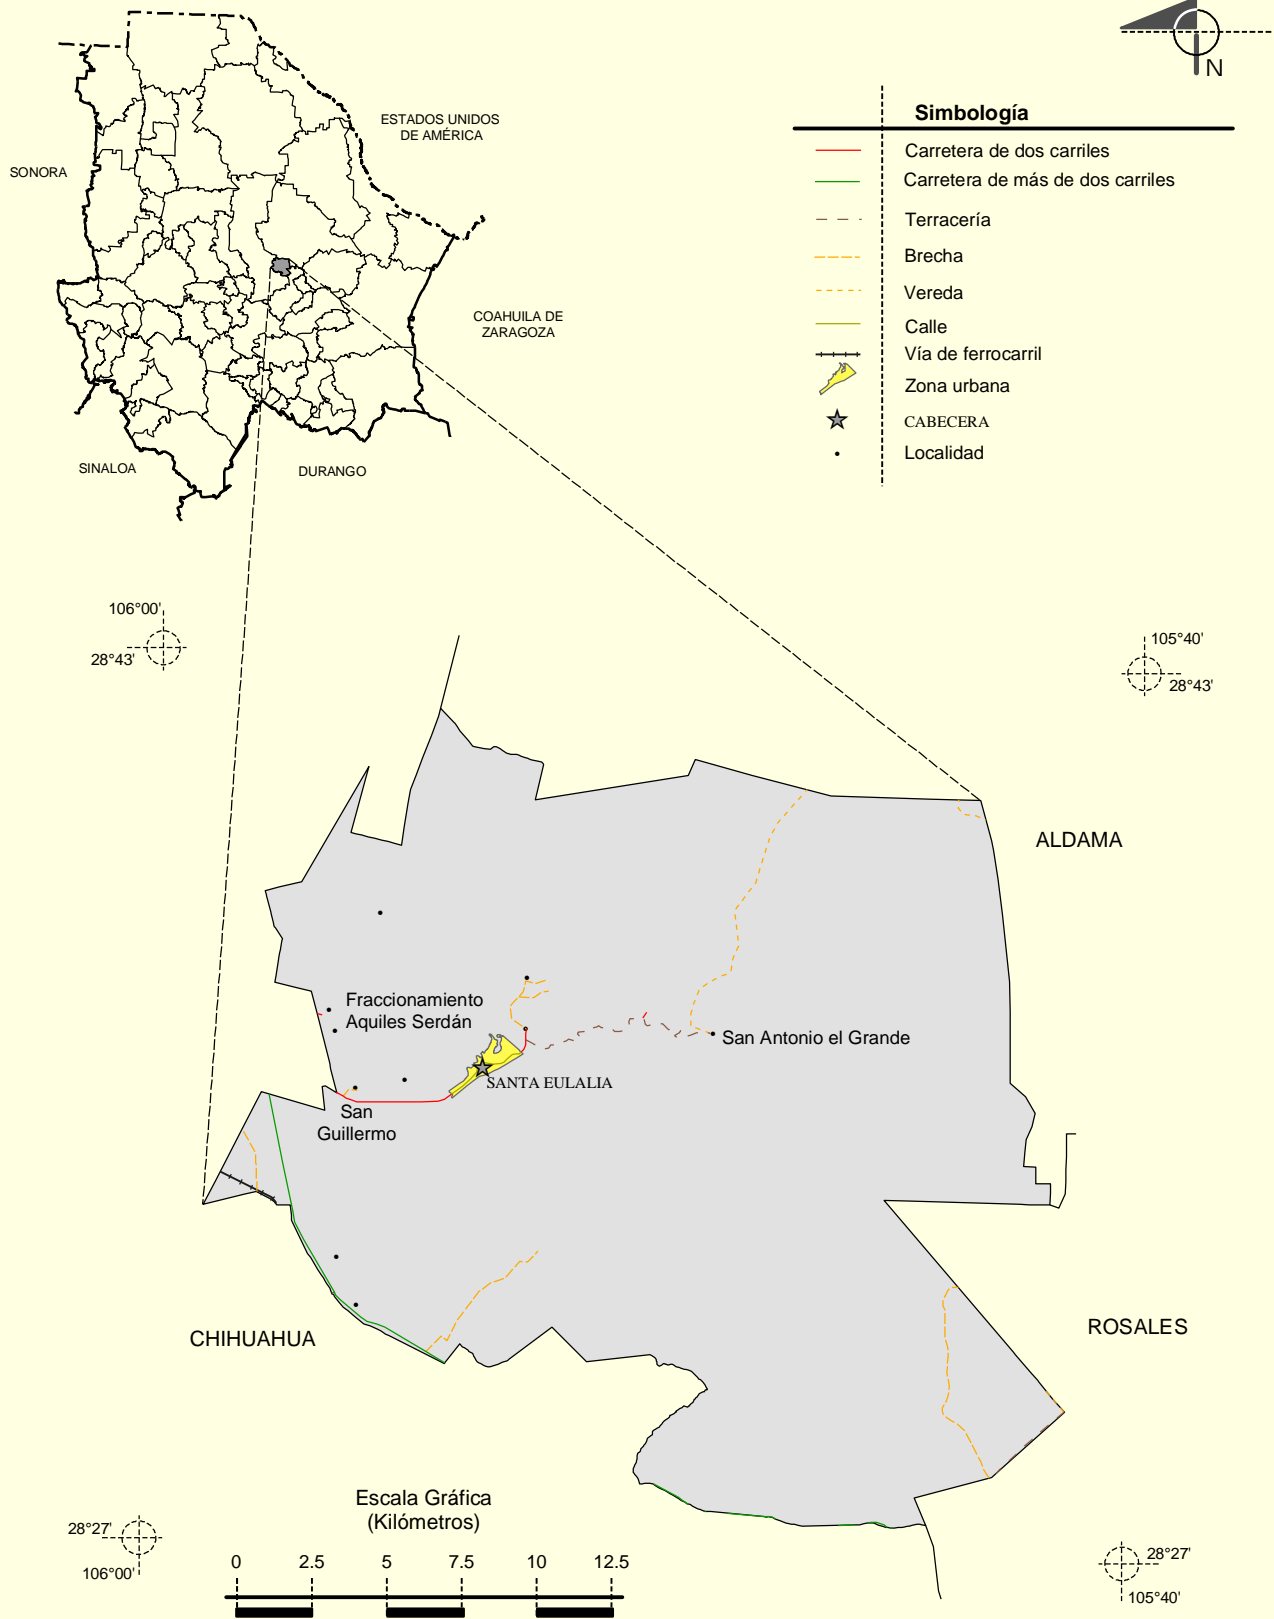 N
ESTADOS UNIDOS
DE AMÉRICA
SONORA
COAHUILA DE
ZARAGOZA
SINALOA
DURANGO
Simbología
Carretera de dos carriles
Carretera de más de dos carriles
Terracería
Brecha
Vereda
Calle
Vía de ferrocarril
Zona urbana
CABECERA
Localidad
106°00'
28°43'
105°40'
28°43'
ALDAMA
Fraccionamiento
Aquiles Serdán
San Antonio el Grande
SANTA EULALIA
San
Guillermo
CHIHUAHUA
ROSALES
Escala Gráfica
(Kilómetros)
0 2.5 5 7.5 10 12.5
28°27'
106°00'
28°27'
105°40'